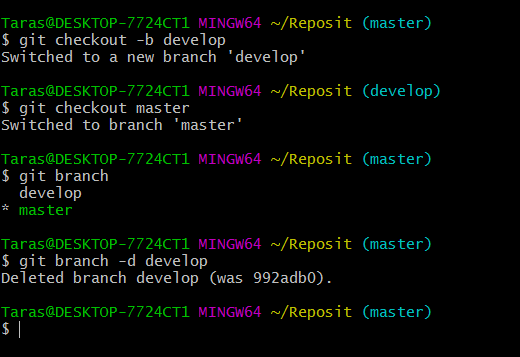 Taras@DESKTOP-7724CT1 MINGW64 ~/Reposit (master)
$ git checkout -b develop
Switched to a new branch 'develop'
Taras@DESKTOP-7724CT1 MINGW64 ~/Reposit (develop)
$ git checkout master
Switched to branch 'master'
Taras@DESKTOP-7724CT1 MINGW64 ~/Reposit (master)
$ git branch
  develop
* master
Taras@DESKTOP-7724CT1 MINGW64 ~/Reposit (master)
$ git branch -d develop
Deleted branch develop (was 992adb0).
Taras@DESKTOP-7724CT1 MINGW64 ~/Reposit (master)
$